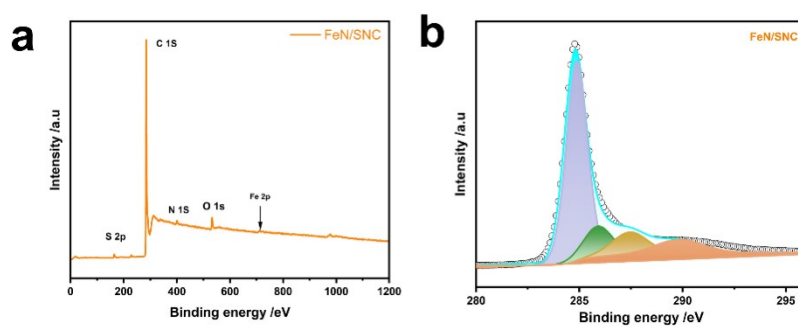 a
FeN/SNC
C 1S
S 2p
N 1S
O 1s
Fe 2p
Intensity /a.u
0
200
400
600
800
1000
1200
Binding energy /eV
b
FeN/SNC
Intensity /a.u
280
285
290
295
Binding energy /eV